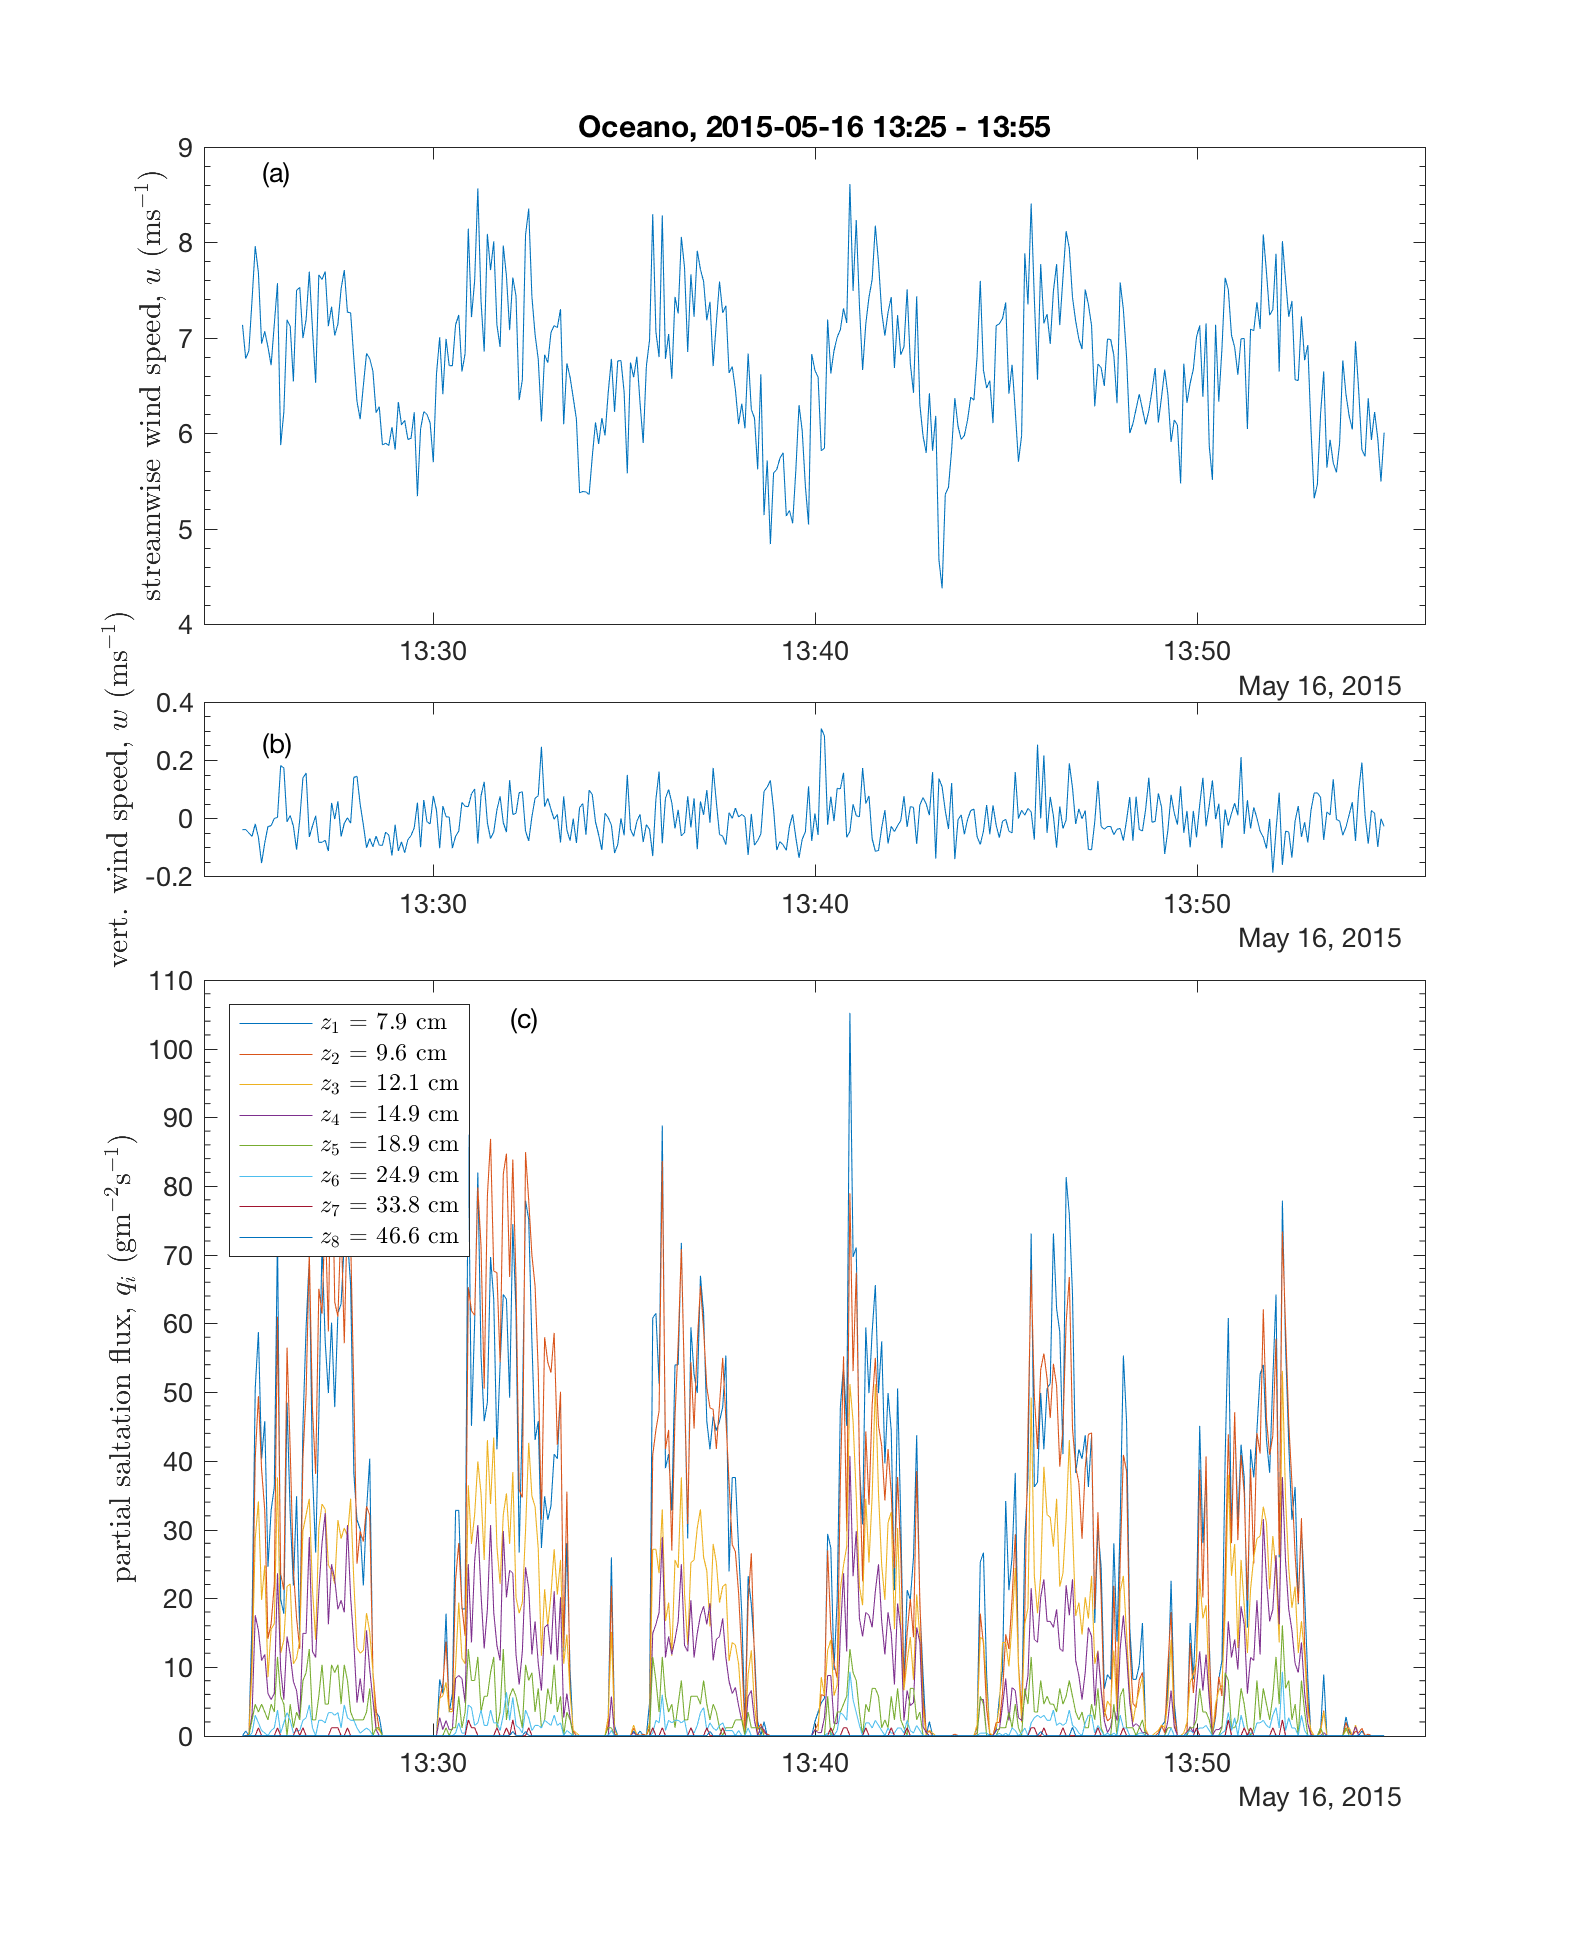 Oceano, 2015-05-16 13:25 - 13:55
(a)
streamwise wind speed, u (ms⁻¹)
9
8
7
6
5
4
13:30 13:40 13:50
May 16, 2015
(b)
vert. wind speed, w (ms⁻¹)
0.4
0.2
0
-0.2
13:30 13:40 13:50
May 16, 2015
(c)
partial saltation flux, qᵢ (gm⁻²s⁻¹)
110
100
90
80
70
60
50
40
30
20
10
0
z₁ = 7.9 cm
z₂ = 9.6 cm
z₃ = 12.1 cm
z₄ = 14.9 cm
z₅ = 18.9 cm
z₆ = 24.9 cm
z₇ = 33.8 cm
z₈ = 46.6 cm
13:30 13:40 13:50
May 16, 2015